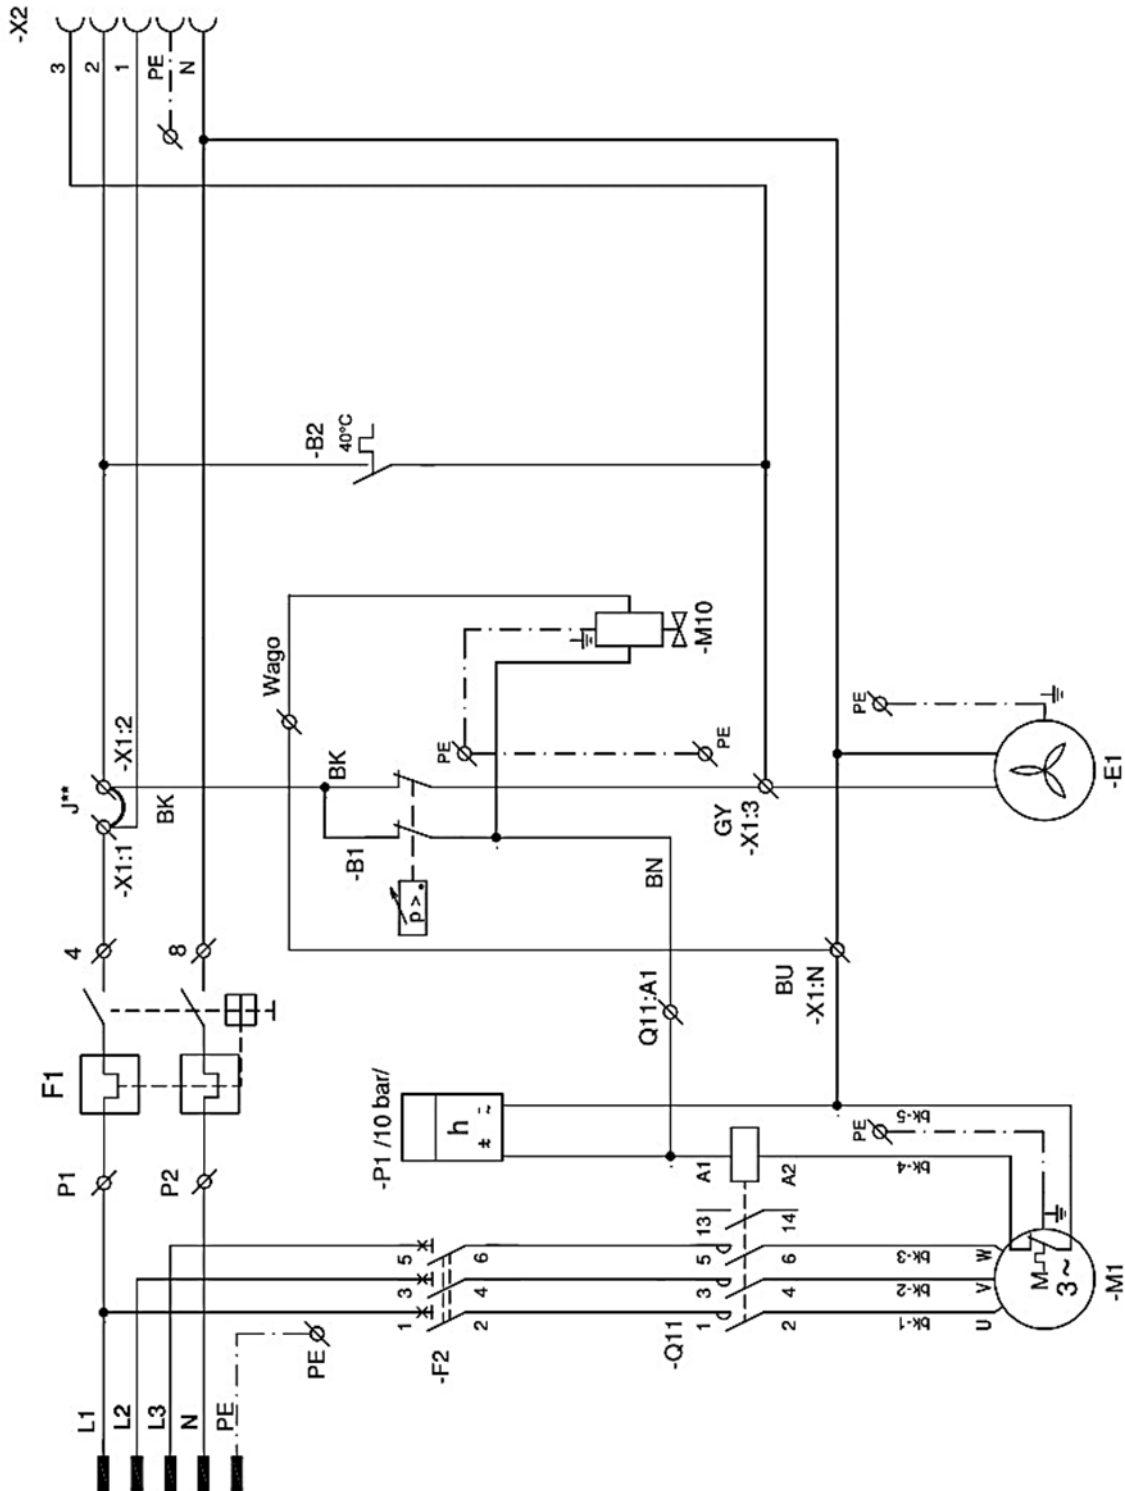 -X2
3
2
1
PE
N
-B2
40°C
Wago
-M10
J**
-X1:2
BK
-X1:1
BK
PE
PE
PE
-B1
p>
GY
-X1:3
-E1
4
8
BN
BU
-X1:N
Q11:A1
F1
-P1 /10 bar/
h
P1
P2
A1
A2
bk-5
bk-4
PE
13
14
5
6
5
6
bk-3
W
3
4
3
4
bk-2
V
1
2
1
2
bk-1
U
M
3~
-M1
-F2
-Q11
PE
L1
L2
L3
N
PE